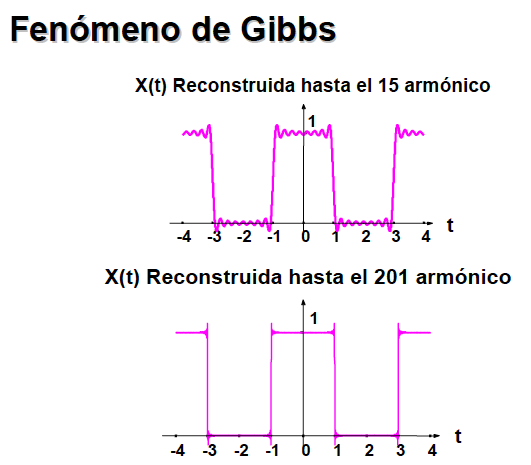 Fenómeno de Gibbs
X(t) Reconstruida hasta el 15 armónico
1
t
-4 -3 -2 -1 0 1 2 3 4
X(t) Reconstruida hasta el 201 armónico
1
t
-4 -3 -2 -1 0 1 2 3 4